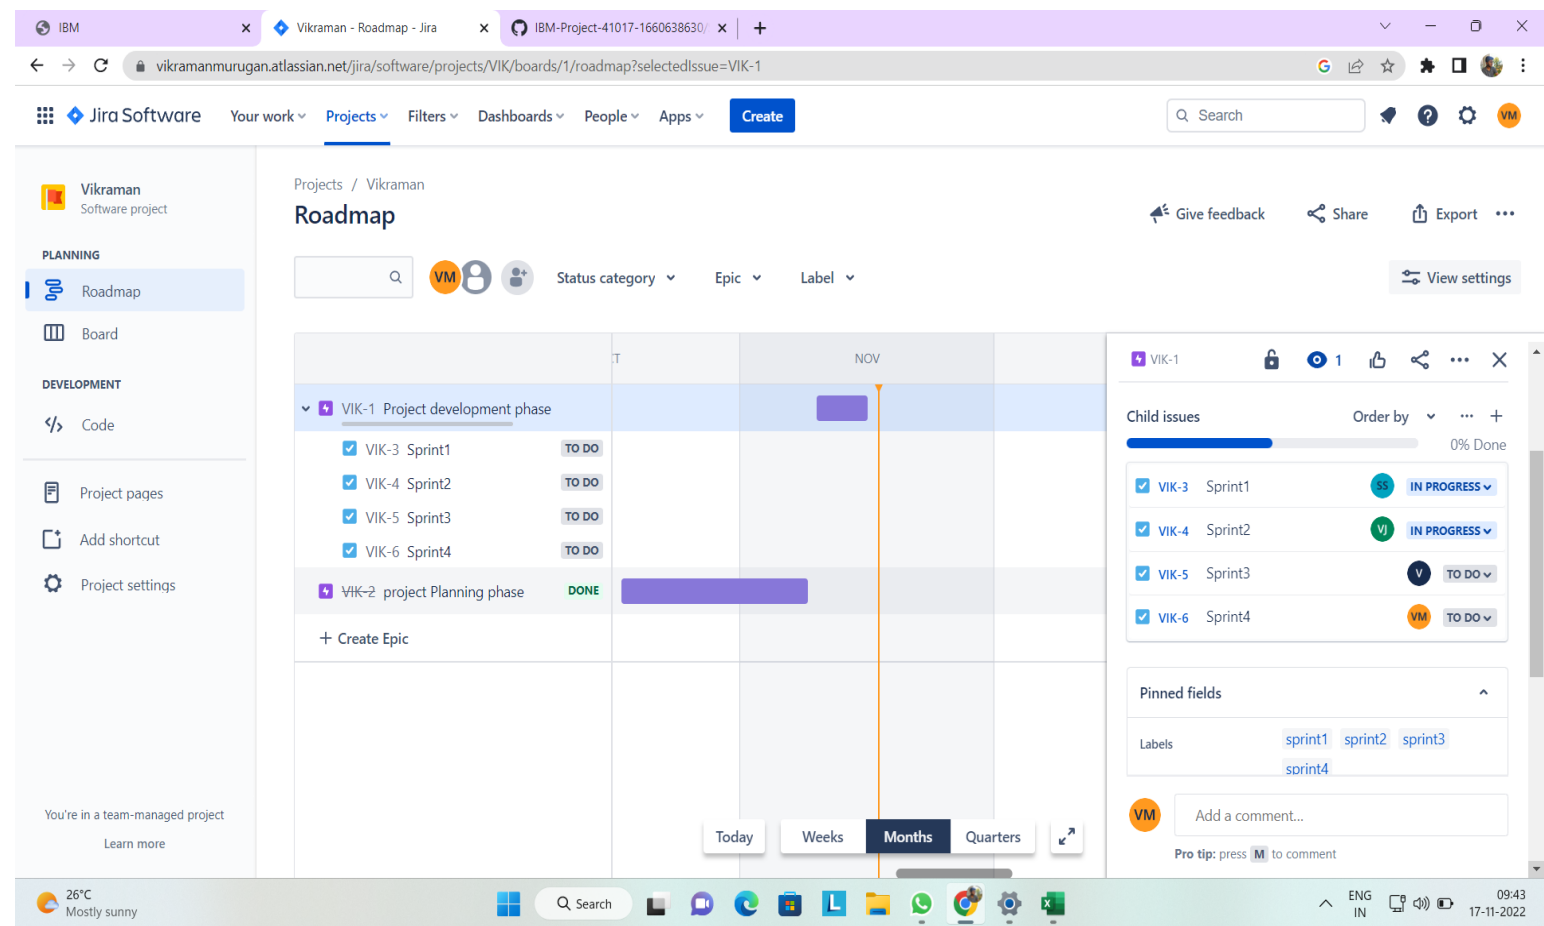 IBM
Vikraman - Roadmap - Jira
IBM-Project-41017-1660638630/
vikramanmurugan.atlassian.net/jira/software/projects/VIK/boards/1/roadmap?selectedIssue=VIK-1
Jira Software
Your work
Projects
Filters
Dashboards
People
Apps
Create
Search
VM
Vikraman
Software project
PLANNING
Roadmap
Board
DEVELOPMENT
Code
Project pages
Add shortcut
Project settings
You're in a team-managed project
Learn more
Projects / Vikraman
Roadmap
Give feedback
Share
Export
VM
Status category
Epic
Label
View settings
T
NOV
VIK-1 Project development phase
VIK-3 Sprint1 TO DO
VIK-4 Sprint2 TO DO
VIK-5 Sprint3 TO DO
VIK-6 Sprint4 TO DO
VIK-2 project Planning phase DONE
+ Create Epic
Today
Weeks
Months
Quarters
VIK-1
1
Child issues
Order by
0% Done
VIK-3 Sprint1 SS IN PROGRESS
VIK-4 Sprint2 VJ IN PROGRESS
VIK-5 Sprint3 V TO DO
VIK-6 Sprint4 VM TO DO
Pinned fields
Labels
sprint1 sprint2 sprint3
sprint4
VM
Add a comment...
Pro tip: press M to comment
26°C
Mostly sunny
Search
ENG
IN
09:43
17-11-2022